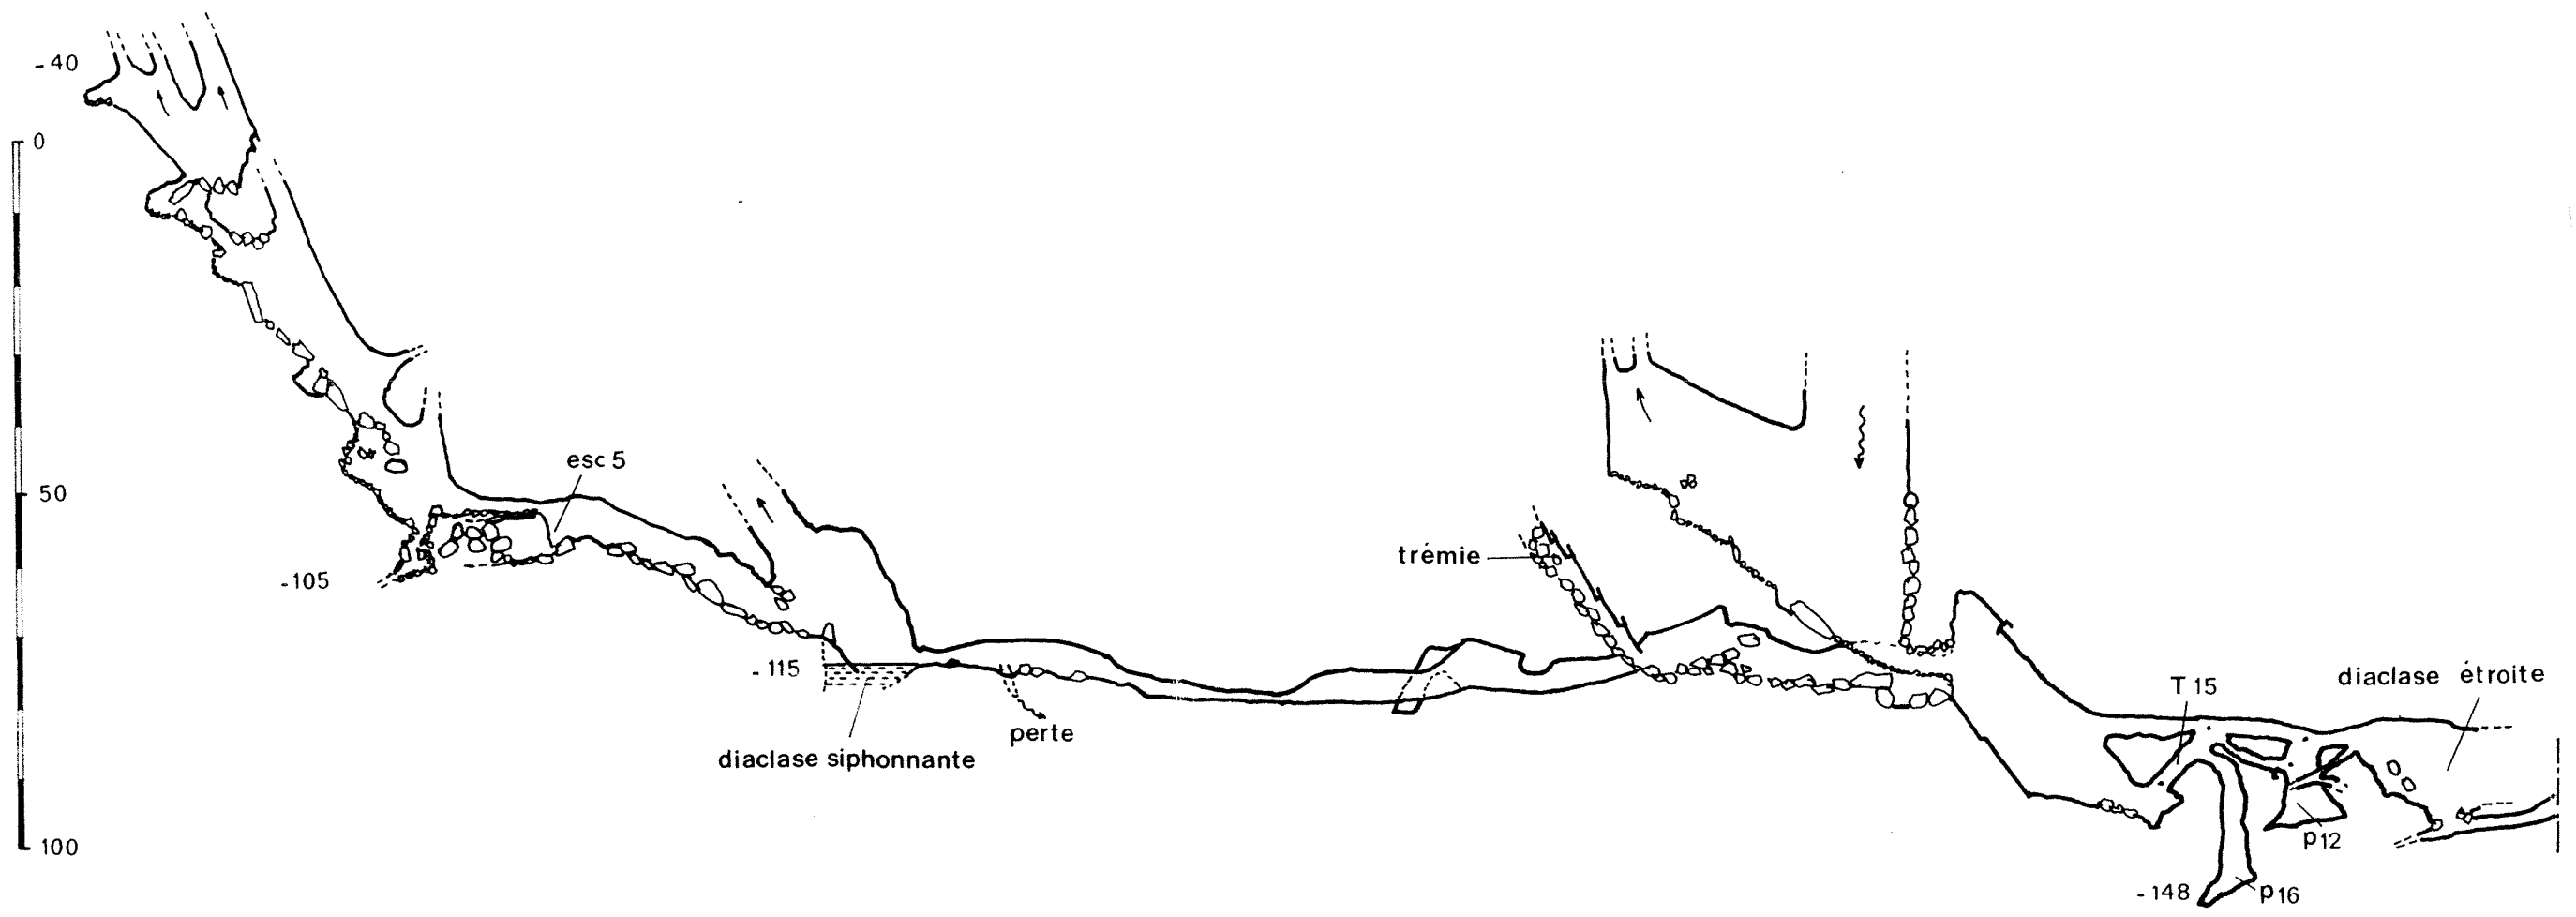 -40
0
50
esc 5
trémie
-105
-115
T 15
diaclase étroite
perte
diaclase siphonnante
100
p12
-148
p16